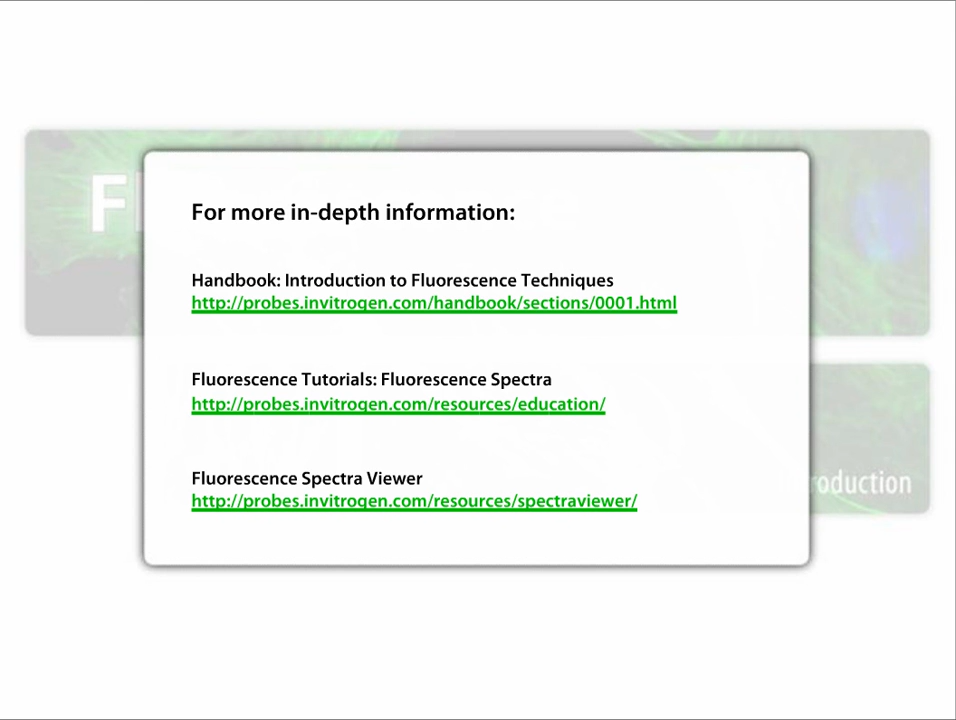 For more in-depth information:
Handbook: Introduction to Fluorescence Techniques
http://probes.invitrogen.com/handbook/sections/0001.html
Fluorescence Tutorials: Fluorescence Spectra
http://probes.invitrogen.com/resources/education/
Fluorescence Spectra Viewer
http://probes.invitrogen.com/resources/spectraviewer/